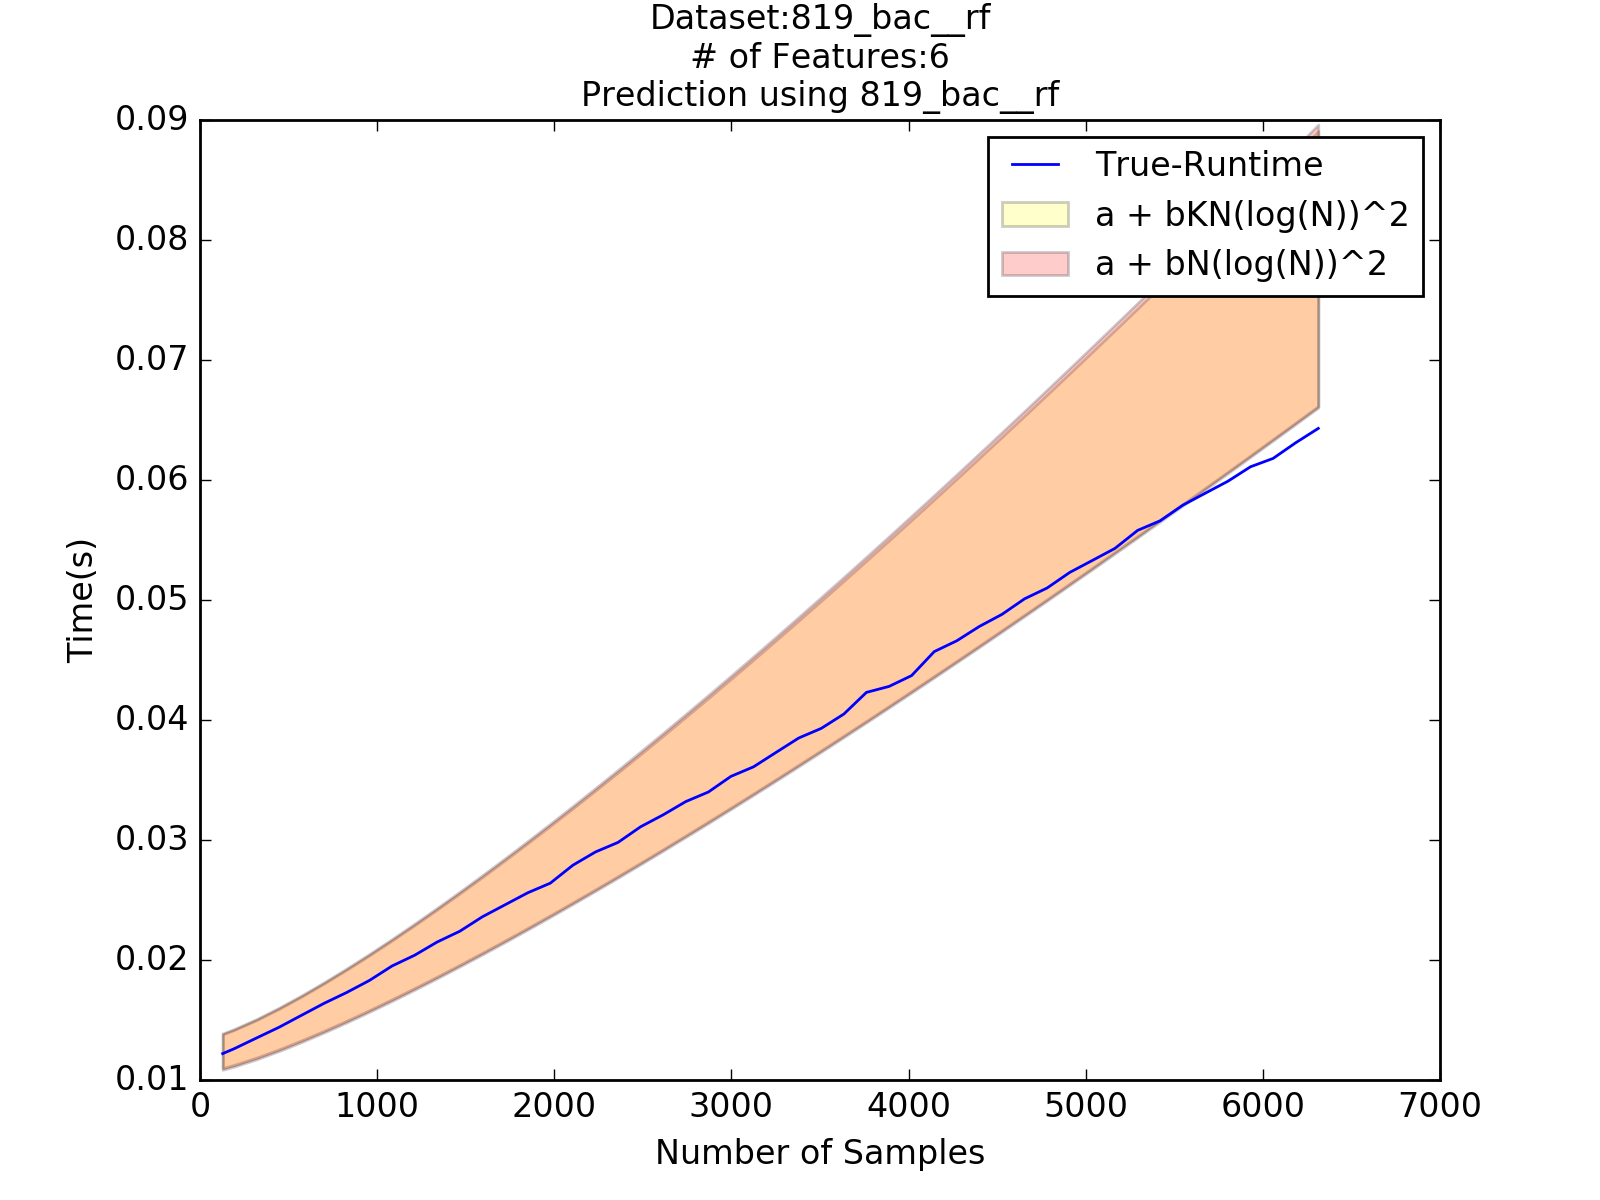 Dataset:819_bac__rf
# of Features:6
Prediction using 819_bac__rf
0.09
0.08
0.07
0.06
0.05
0.04
0.03
0.02
0.01
Time(s)
True-Runtime
a + bKN(log(N))^2
a + bN(log(N))^2
0 1000 2000 3000 4000 5000 6000 7000
Number of Samples